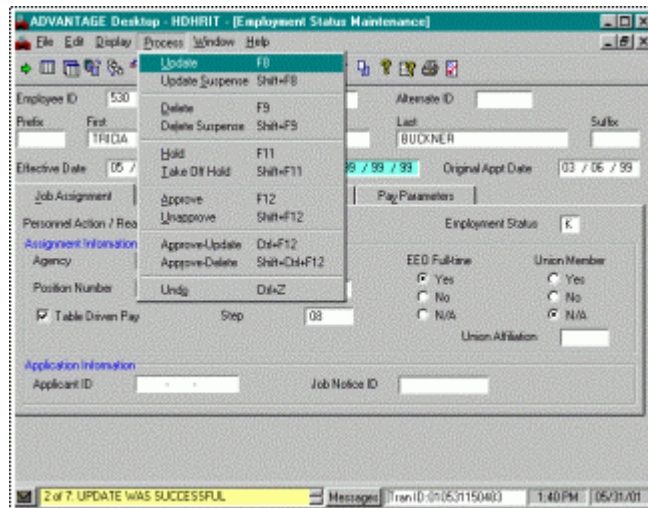 ADVANTAGE Desktop - HDHRIT - [Employment Status Maintenance]
File Edit Display Process Window Help
Update F8
Update Suspense Shift+F8
Delete F9
Delete Suspense Shift+F9
Hold F11
Take Off Hold Shift+F11
Approve F12
Unapprove Shift+F12
Approve-Update Ctrl+F12
Approve-Delete Shift+Ctrl+F12
Undo Ctrl+Z
Employee ID 530 Alternate ID
Prefix First Last Suffix
TRICIA BUCKNER
Effective Date 05 / 99 / 99 / 99 Original Appt Date 03 / 06 / 99
Job Assignment Pay Parameters
Personnel Action / Rea Employment Status K
Assignment Information
Agency EEO Full-time Union Member
Yes Yes
Position Number No No
Table Driven Pay Step 08 N/A N/A
Union Affiliation
Application Information
Applicant ID - - Job Notice ID
2 of 7: UPDATE WAS SUCCESSFUL Messages Tran ID:010531150483 1:40 PM 05/31/01